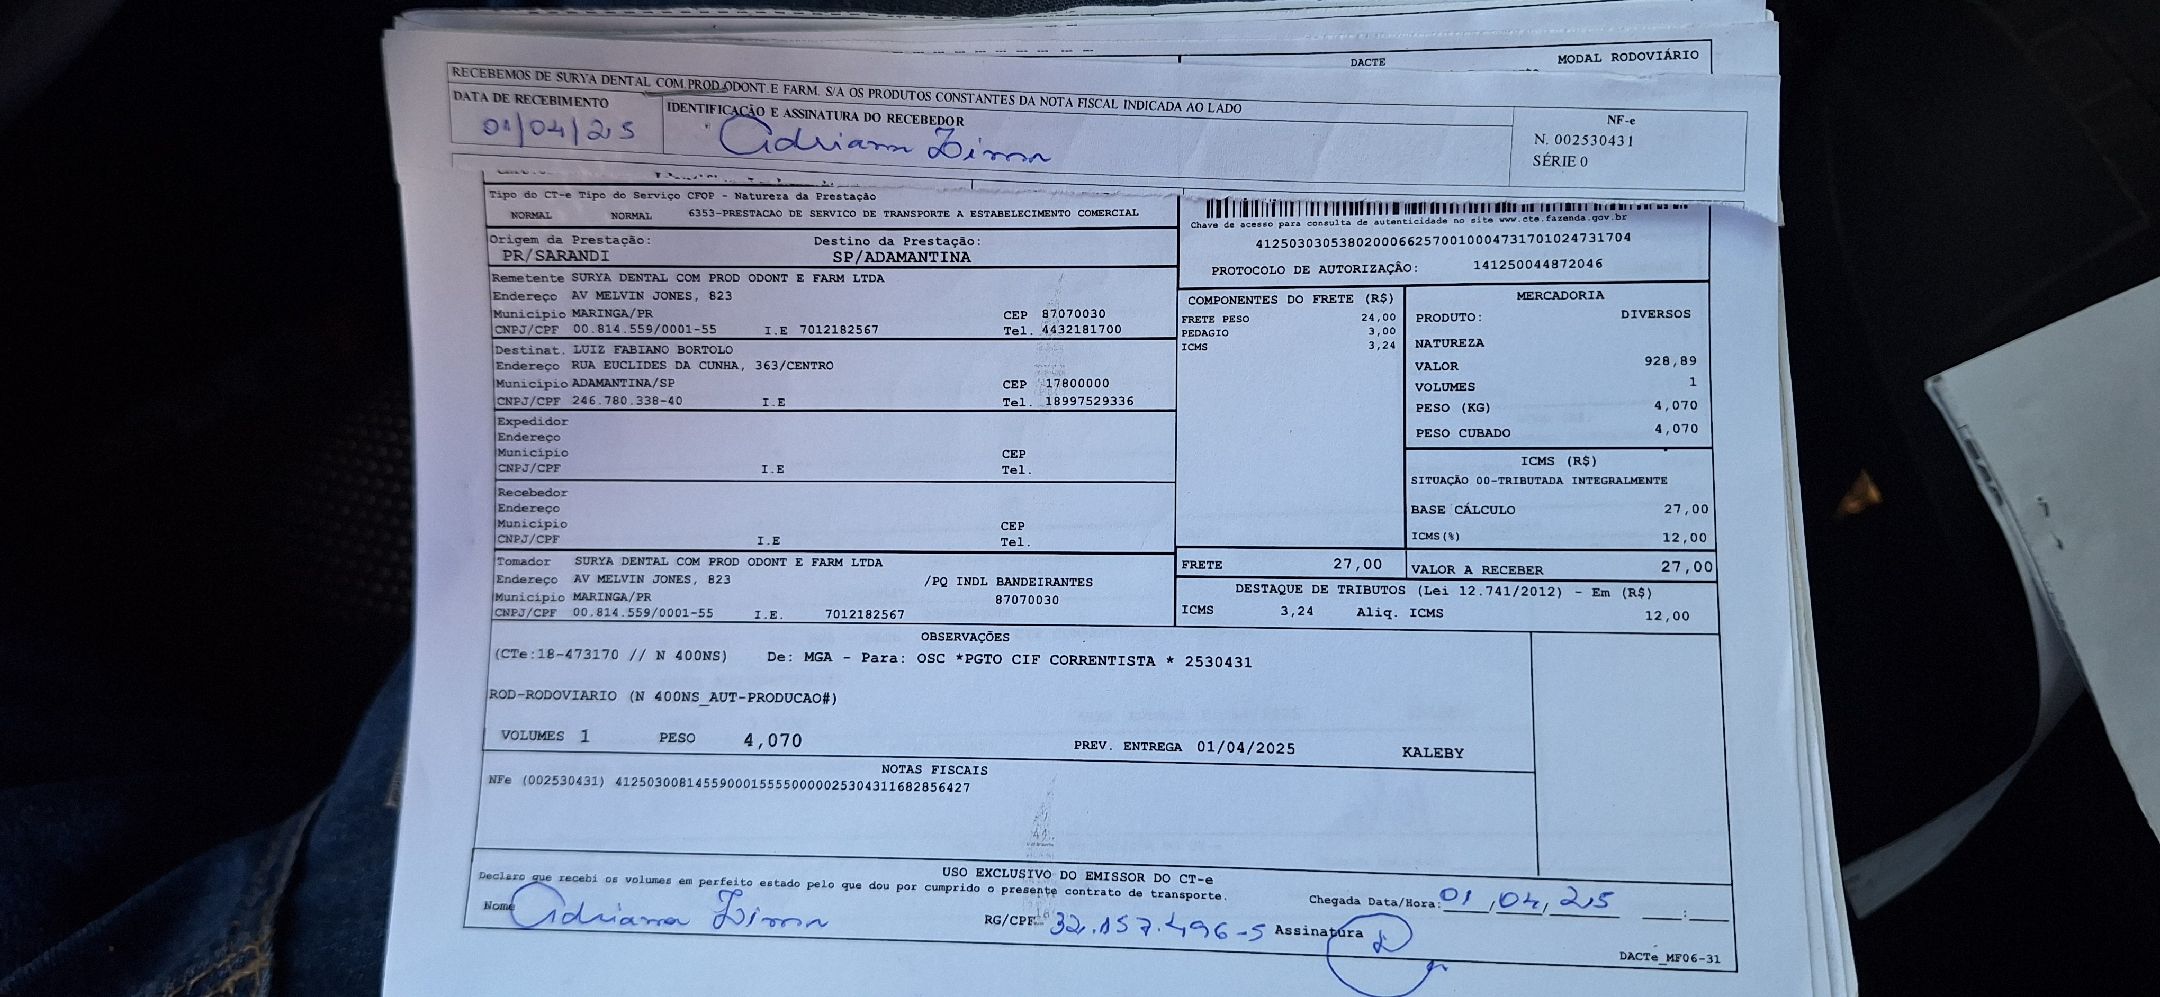 DACTE
MODAL RODOVIÁRIO
RECEBEMOS DE SURYA DENTAL COM.PROD.ODONT.E FARM. S/A OS PRODUTOS CONSTANTES DA NOTA FISCAL INDICADA AO LADO
DATA DE RECEBIMENTO
01/04/25
IDENTIFICAÇÃO E ASSINATURA DO RECEBEDOR
Adriana Lima
NF-e
N. 002530431
SÉRIE 0
Tipo do CT-e Tipo do Serviço CFOP - Natureza da Prestação
NORMAL NORMAL 6353-PRESTACAO DE SERVICO DE TRANSPORTE A ESTABELECIMENTO COMERCIAL
Chave de acesso para consulta de autenticidade no site www.cte.fazenda.gov.br
41250303053802000662570010004731701024731704
PROTOCOLO DE AUTORIZAÇÃO: 141250044872046
Origem da Prestação: Destino da Prestação:
PR/SARANDI SP/ADAMANTINA
Remetente SURYA DENTAL COM PROD ODONT E FARM LTDA
Endereço AV MELVIN JONES, 823
Município MARINGA/PR CEP 87070030
CNPJ/CPF 00.814.559/0001-55 I.E 7012182567 Tel. 4432181700
Destinat. LUIZ FABIANO BORTOLO
Endereço RUA EUCLIDES DA CUNHA, 363/CENTRO
Município ADAMANTINA/SP CEP 17800000
CNPJ/CPF 246.780.338-40 I.E Tel. 18997529336
Expedidor
Endereço
Município CEP
CNPJ/CPF I.E Tel.
Recebedor
Endereço
Município CEP
CNPJ/CPF I.E Tel.
Tomador SURYA DENTAL COM PROD ODONT E FARM LTDA
Endereço AV MELVIN JONES, 823 /PQ INDL BANDEIRANTES
Município MARINGA/PR 87070030
CNPJ/CPF 00.814.559/0001-55 I.E. 7012182567
COMPONENTES DO FRETE (R$)
FRETE PESO 24,00
PEDAGIO 3,00
ICMS 3,24
MERCADORIA
PRODUTO: DIVERSOS
NATUREZA
VALOR 928,89
VOLUMES 1
PESO (KG) 4,070
PESO CUBADO 4,070
ICMS (R$)
SITUAÇÃO 00-TRIBUTADA INTEGRALMENTE
BASE CÁLCULO 27,00
ICMS(%) 12,00
FRETE 27,00
VALOR A RECEBER 27,00
DESTAQUE DE TRIBUTOS (Lei 12.741/2012) - Em (R$)
ICMS 3,24 Aliq. ICMS 12,00
OBSERVAÇÕES
(CTe:18-473170 // N 400NS) De: MGA - Para: OSC *PGTO CIF CORRENTISTA * 2530431
ROD-RODOVIARIO (N 400NS_AUT-PRODUCAO#)
VOLUMES 1 PESO 4,070 PREV. ENTREGA 01/04/2025 KALEBY
NOTAS FISCAIS
NFe (002530431) 41250300814559000155550000025304311682856427
USO EXCLUSIVO DO EMISSOR DO CT-e
Declaro que recebi os volumes em perfeito estado pelo que dou por cumprido o presente contrato de transporte.
Chegada Data/Hora: 01/04/25 __:__
Nome Adriana Lima RG/CPF 32.157.496-5 Assinatura
DACTe_MF06-31